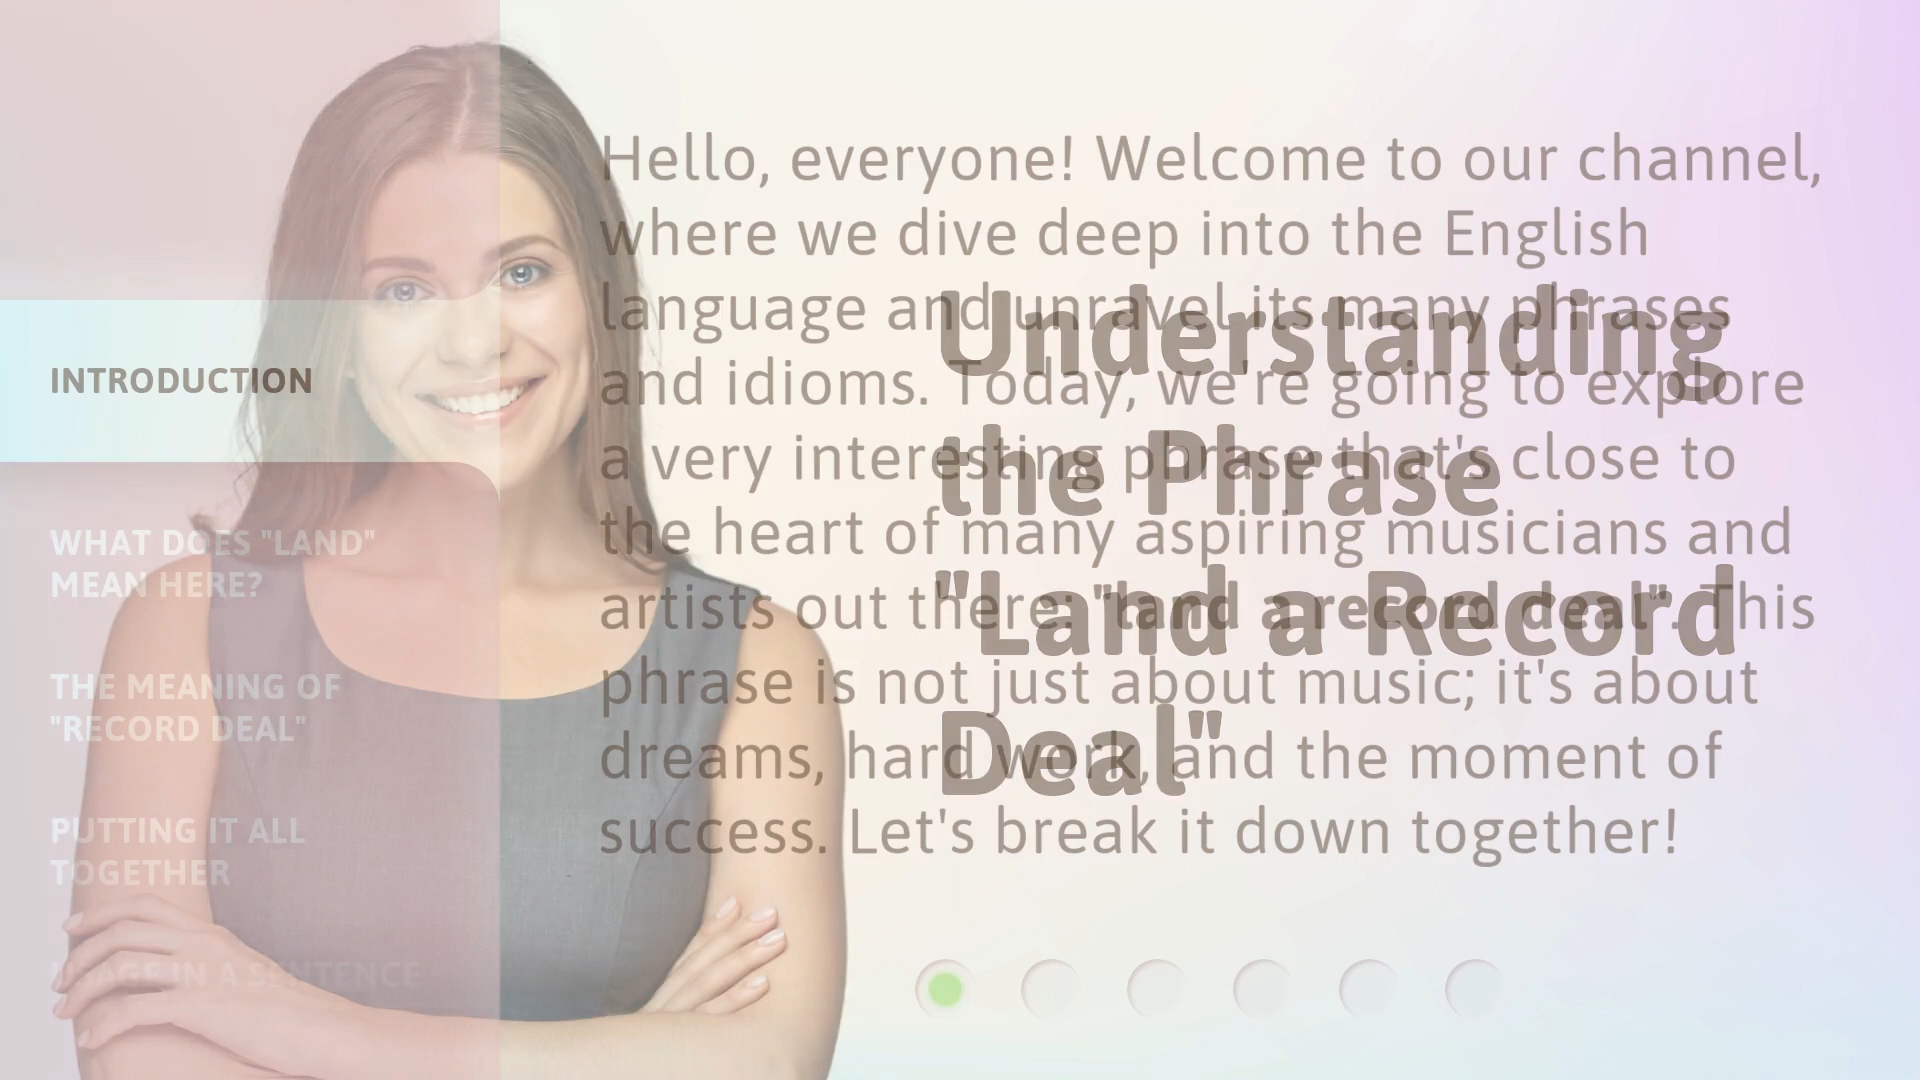 INTRODUCTION
WHAT DOES "LAND"
MEAN HERE?
THE MEANING OF
"RECORD DEAL"
PUTTING IT ALL
TOGETHER
USAGE IN A SENTENCE
Hello, everyone! Welcome to our channel,
where we dive deep into the English
language and unravel its many phrases
and idioms. Today, we're going to explore
a very interesting phrase that's close to
the heart of many aspiring musicians and
artists out there: "land a record deal". This
phrase is not just about music; it's about
dreams, hard work, and the moment of
success. Let's break it down together!
Understanding
the Phrase
"Land a Record
Deal"